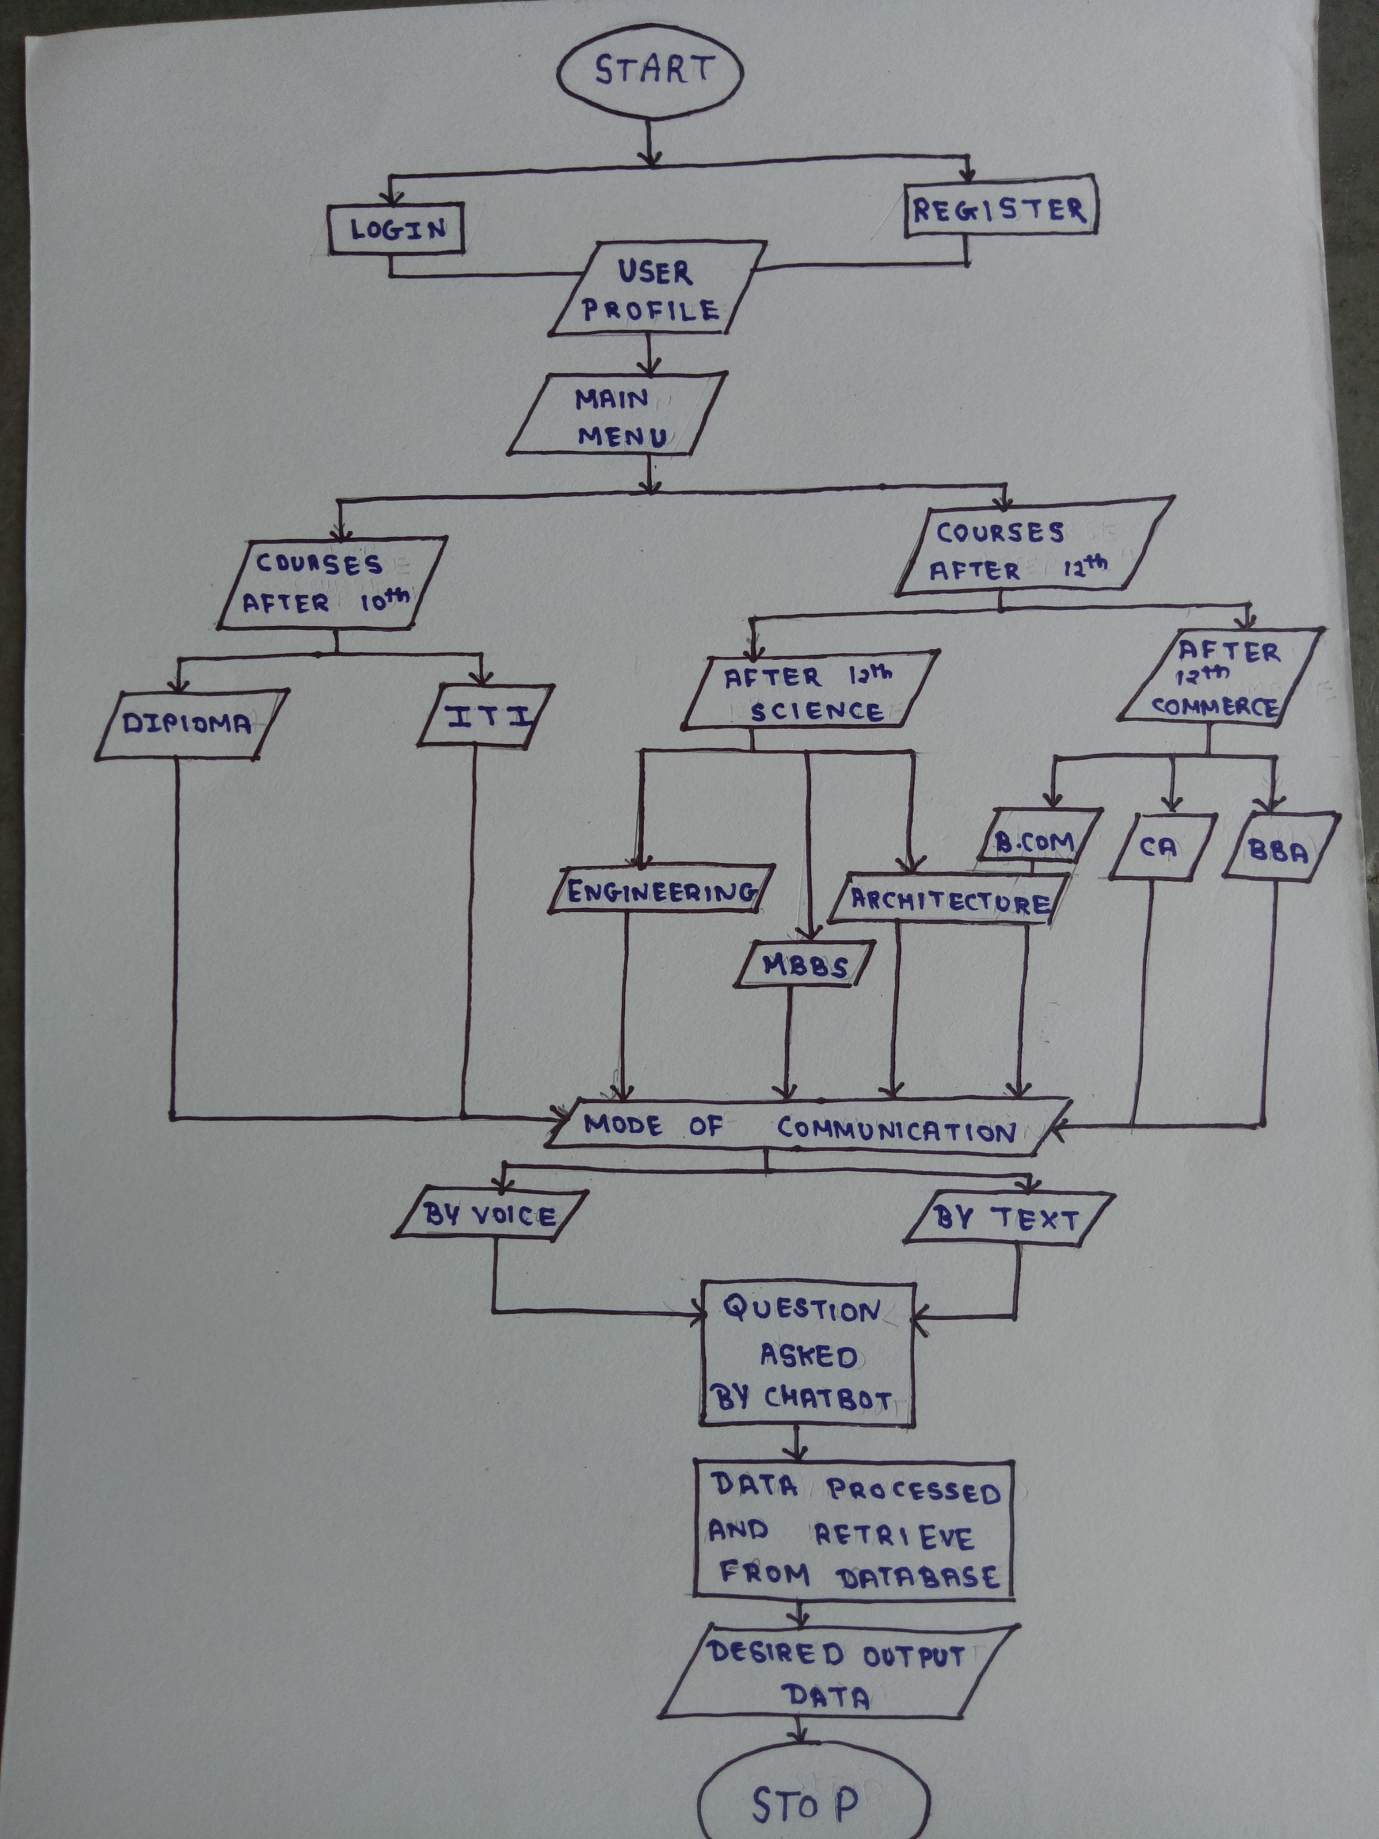 START
LOGIN
REGISTER
USER
PROFILE
MAIN
MENU
COURSES
AFTER 10th
COURSES
AFTER 12th
DIPlOMA
ITI
AFTER 12th
SCIENCE
AFTER
12th
COMMERCE
B.COM
CA
BBA
ENGINEERING
ARCHITECTURE
MBBS
MODE OF COMMUNICATION
BY VOICE
BY TEXT
QUESTION
ASKED
BY CHATBOT
DATA PROCESSED
AND RETRIEVE
FROM DATABASE
DESIRED OUTPUT
DATA
STOP